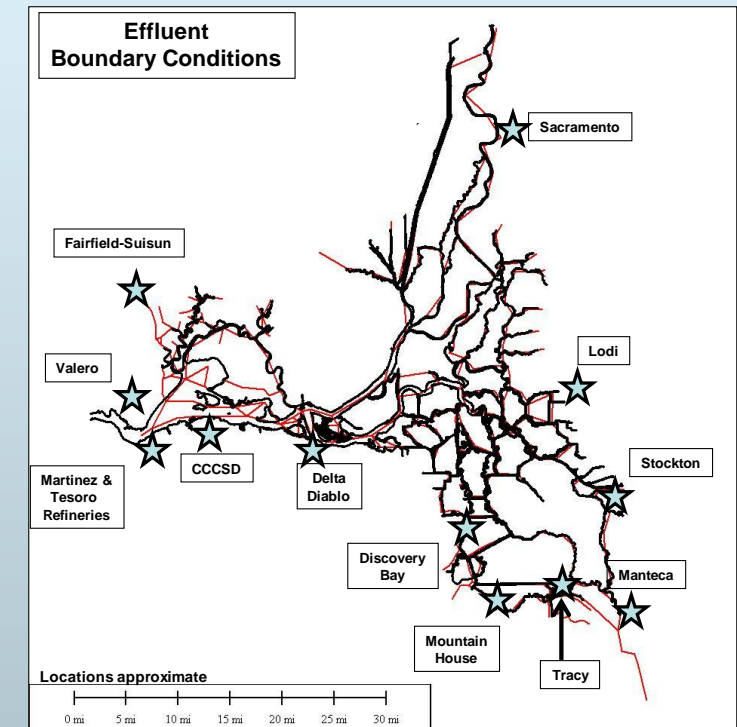 Effluent
Boundary Conditions
Sacramento
Fairfield-Suisun
Valero
Lodi
CCCSD
Martinez &
Tesoro
Refineries
Delta
Diablo
Stockton
Discovery
Bay
Manteca
Mountain
House
Tracy
Locations approximate
0 mi 5 mi 10 mi 15 mi 20 mi 25 mi 30 mi